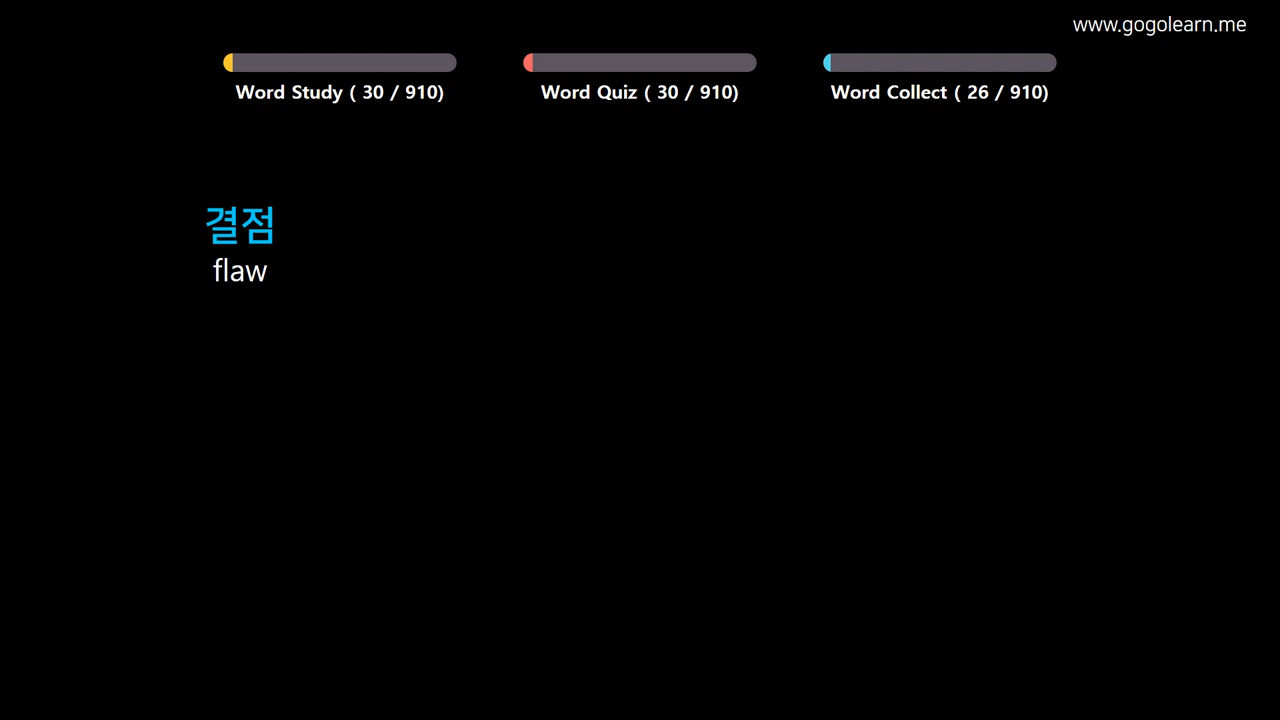 www.gogolearn.me
Word Study ( 30 / 910)
Word Quiz ( 30 / 910)
Word Collect ( 26 / 910)
결점
flaw